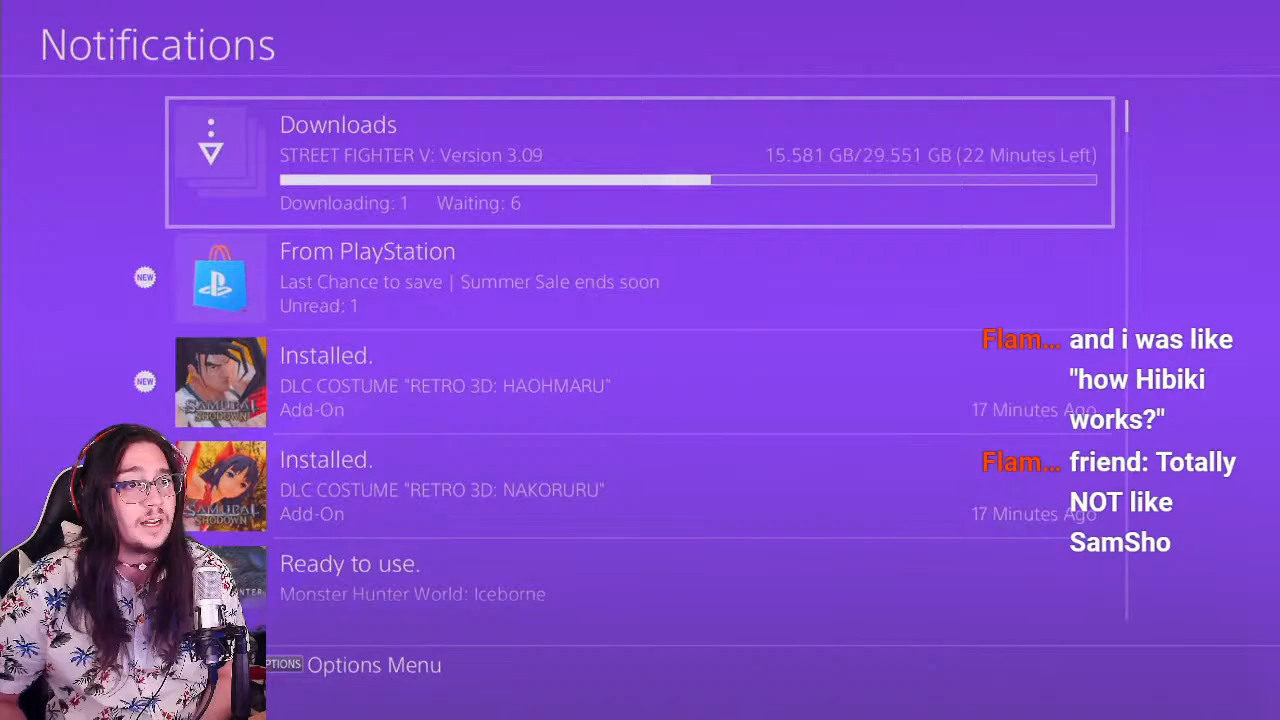 Notifications
Downloads
STREET FIGHTER V: Version 3.09
15.581 GB/29.551 GB (22 Minutes Left)
Downloading: 1 Waiting: 6
NEW
From PlayStation
Last Chance to save | Summer Sale ends soon
Unread: 1
NEW
Installed.
DLC COSTUME "RETRO 3D: HAOHMARU"
Add-On
17 Minutes Ago
SAMURAI
SHODOWN
Installed.
DLC COSTUME "RETRO 3D: NAKORURU"
Add-On
17 Minutes Ago
SAMURAI
SHODOWN
Ready to use.
Monster Hunter World: Iceborne
Options Menu
Flam... and i was like
"how Hibiki
works?"
Flam... friend: Totally
NOT like
SamSho